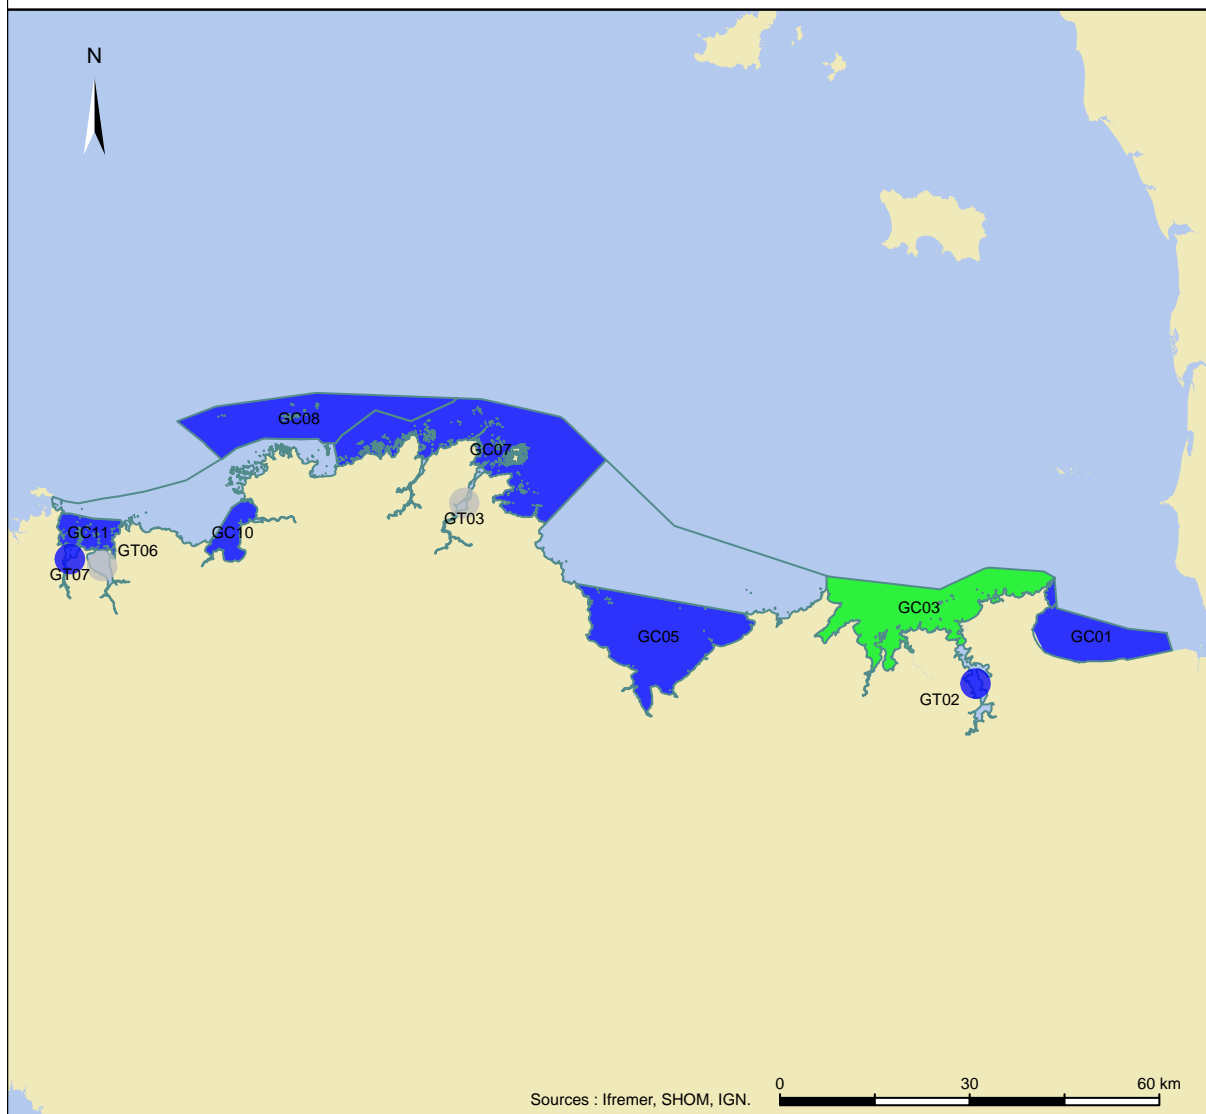 N
GC08
GC07
GT03
GC11
GC10
GT06
GT07
GC03
GC05
GC01
GT02
0 30 60 km
Sources : Ifremer, SHOM, IGN.